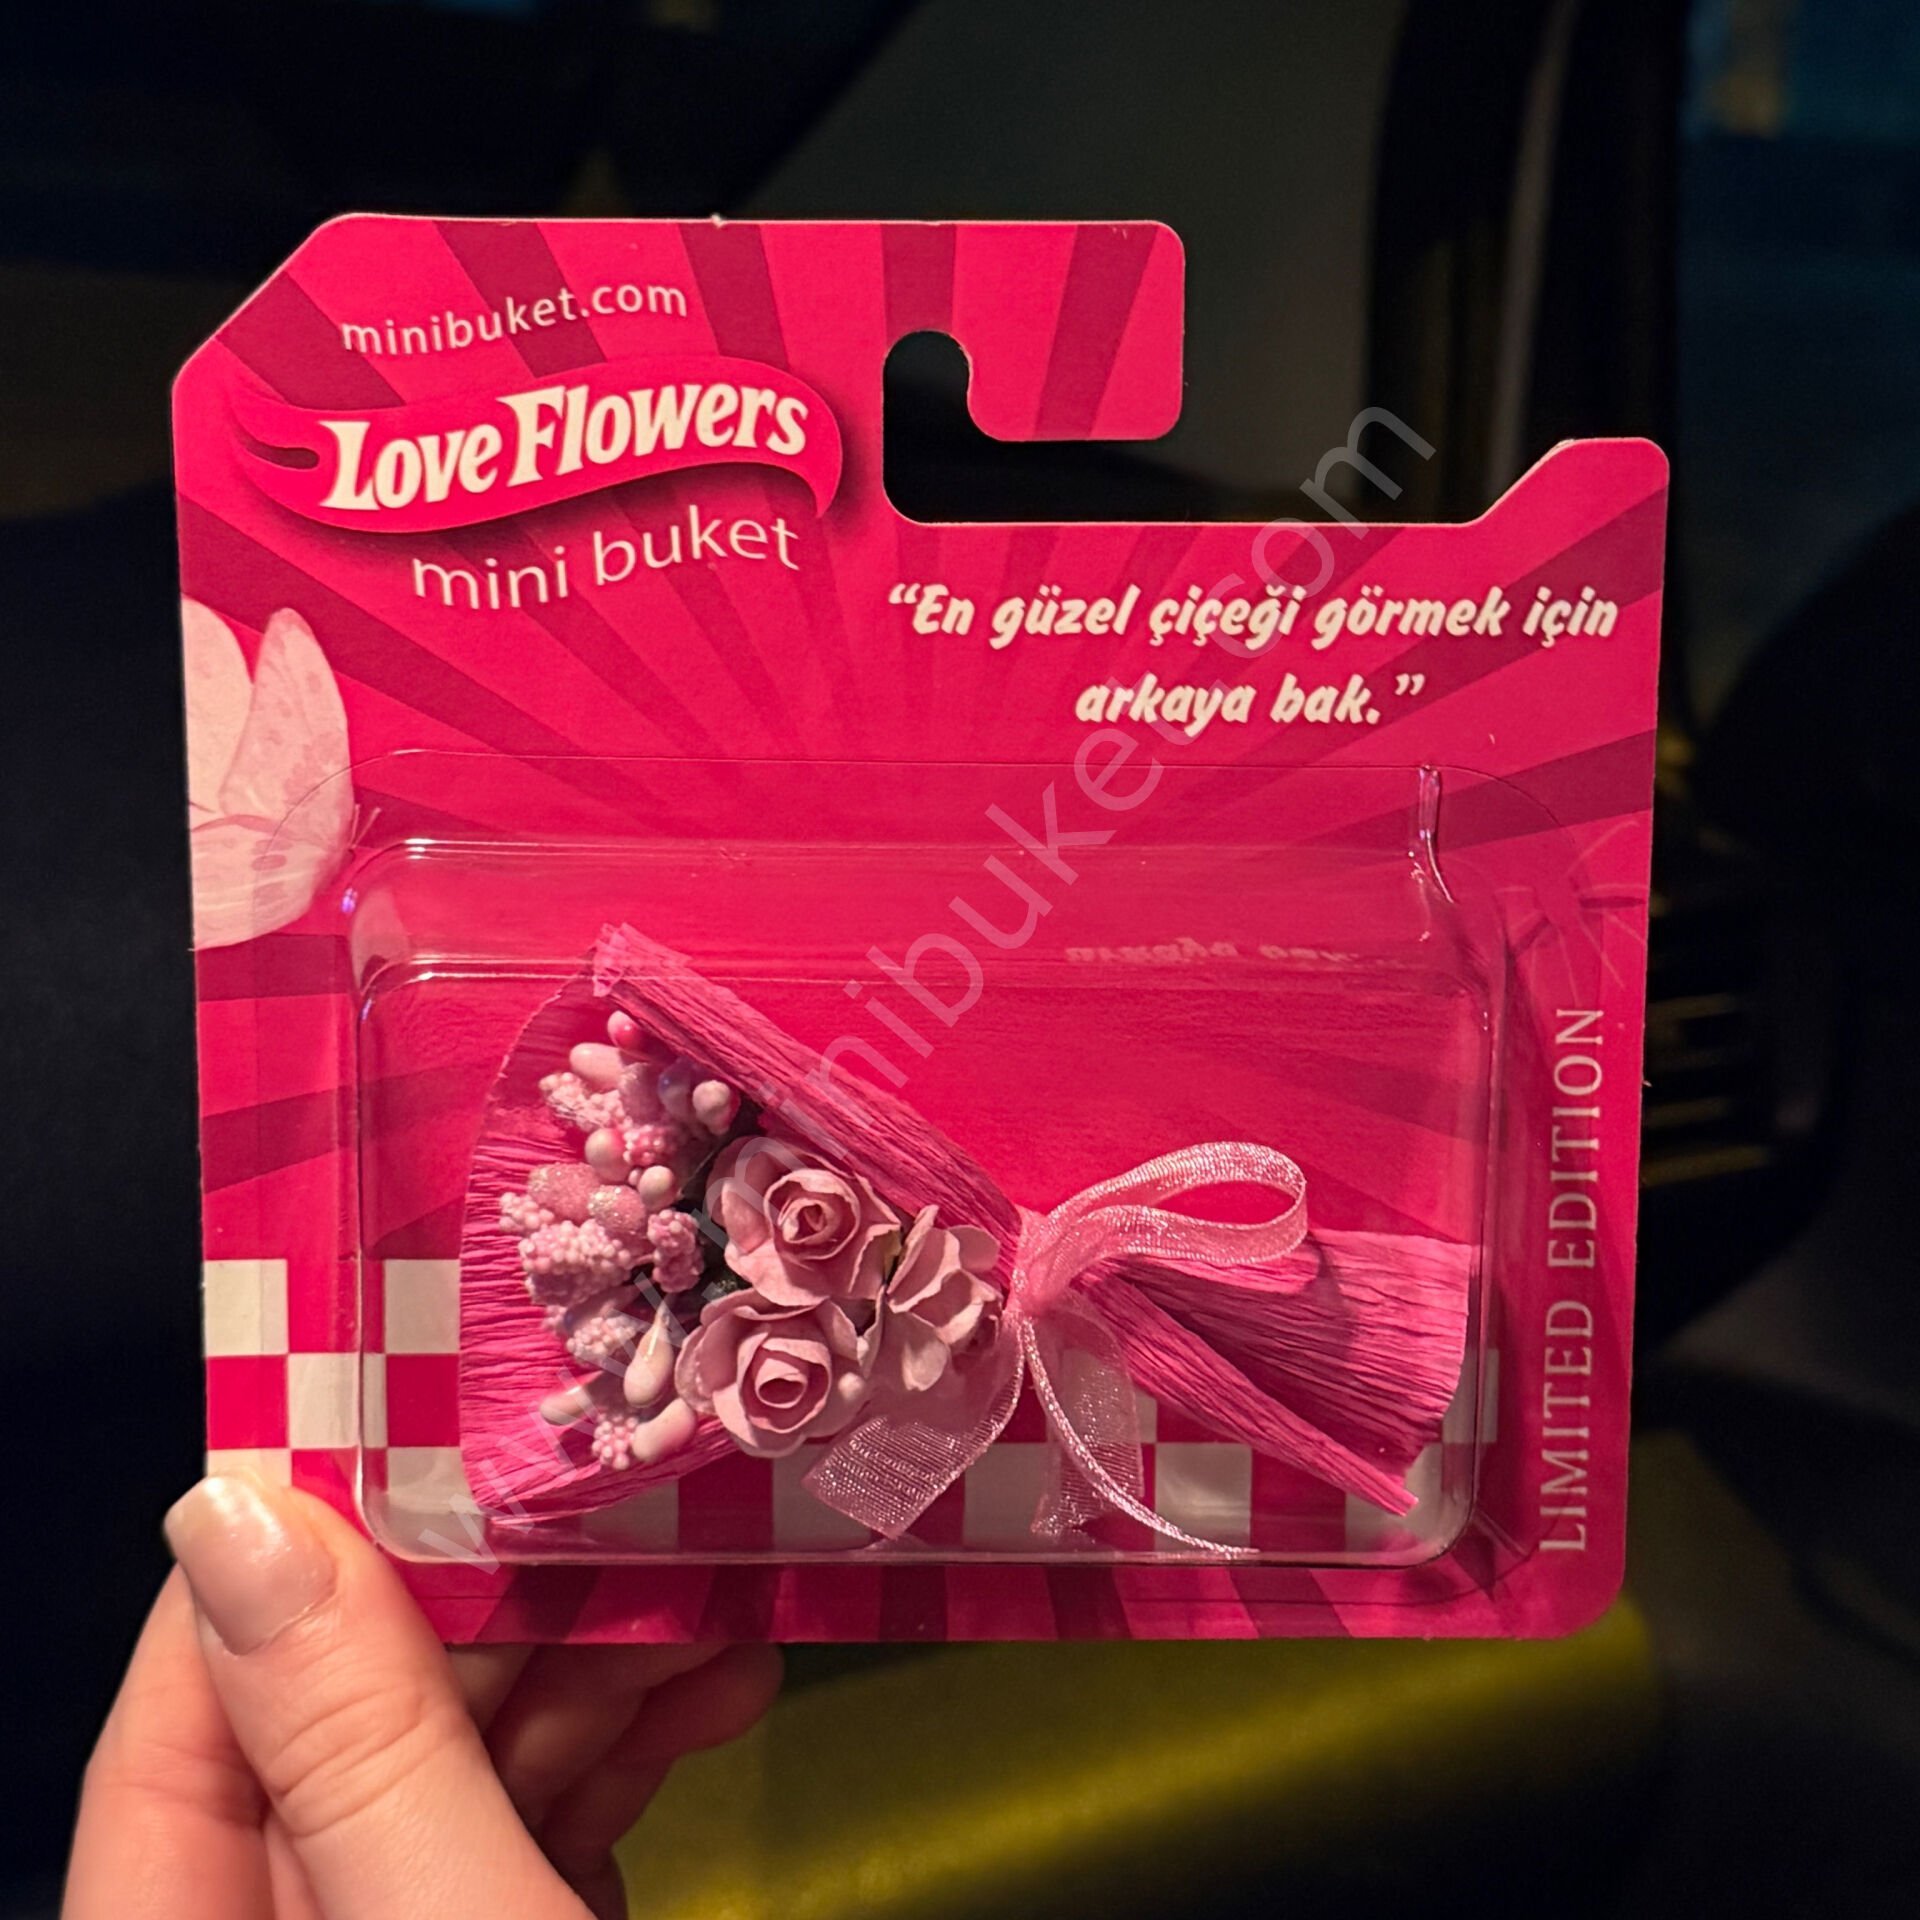 minibuket.com
Love Flowers
mini buket
“En güzel çiçeği görmek için
arkaya bak.”
LIMITED EDITION
www.minibuket.com